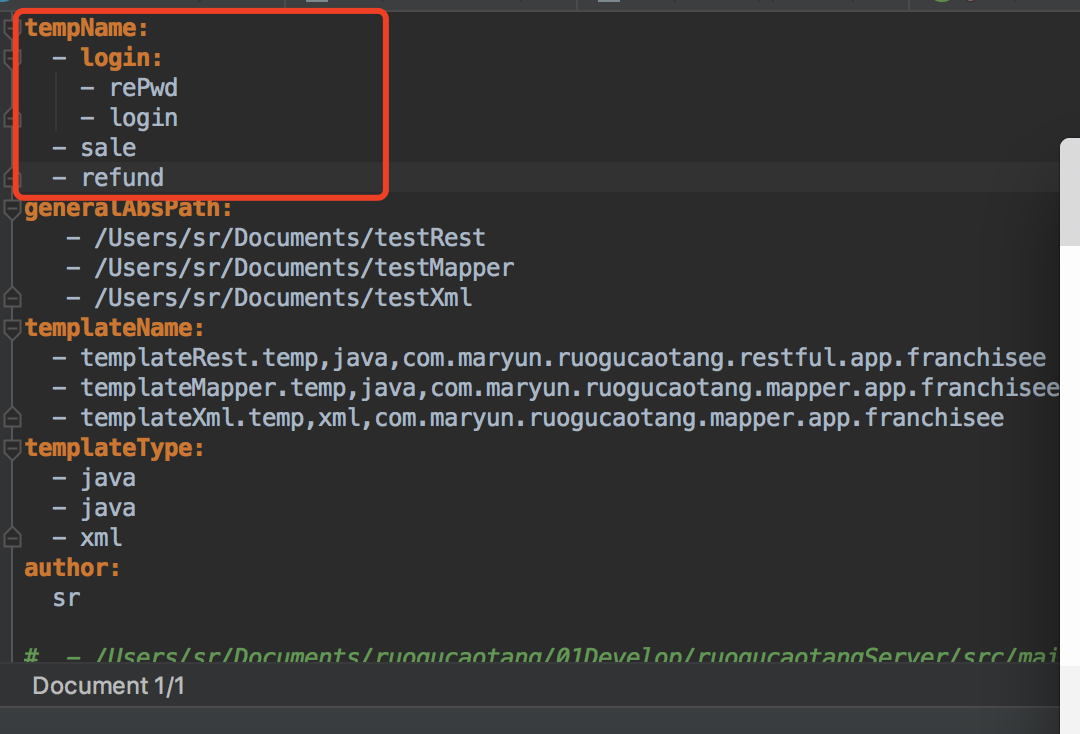 tempName:
- login:
- rePwd
- login
- sale
- refund
generalAbsPath:
- /Users/sr/Documents/testRest
- /Users/sr/Documents/testMapper
- /Users/sr/Documents/testXml
templateName:
- templateRest.temp,java,com.maryun.ruogucaotang.restful.app.franchisee
- templateMapper.temp,java,com.maryun.ruogucaotang.mapper.app.franchisee
- templateXml.temp,xml,com.maryun.ruogucaotang.mapper.app.franchisee
templateType:
- java
- java
- xml
author:
sr
# - /Users/sr/Documents/ruogucaotang/01Develop/ruogucaotangServer/src/mai
Document 1/1